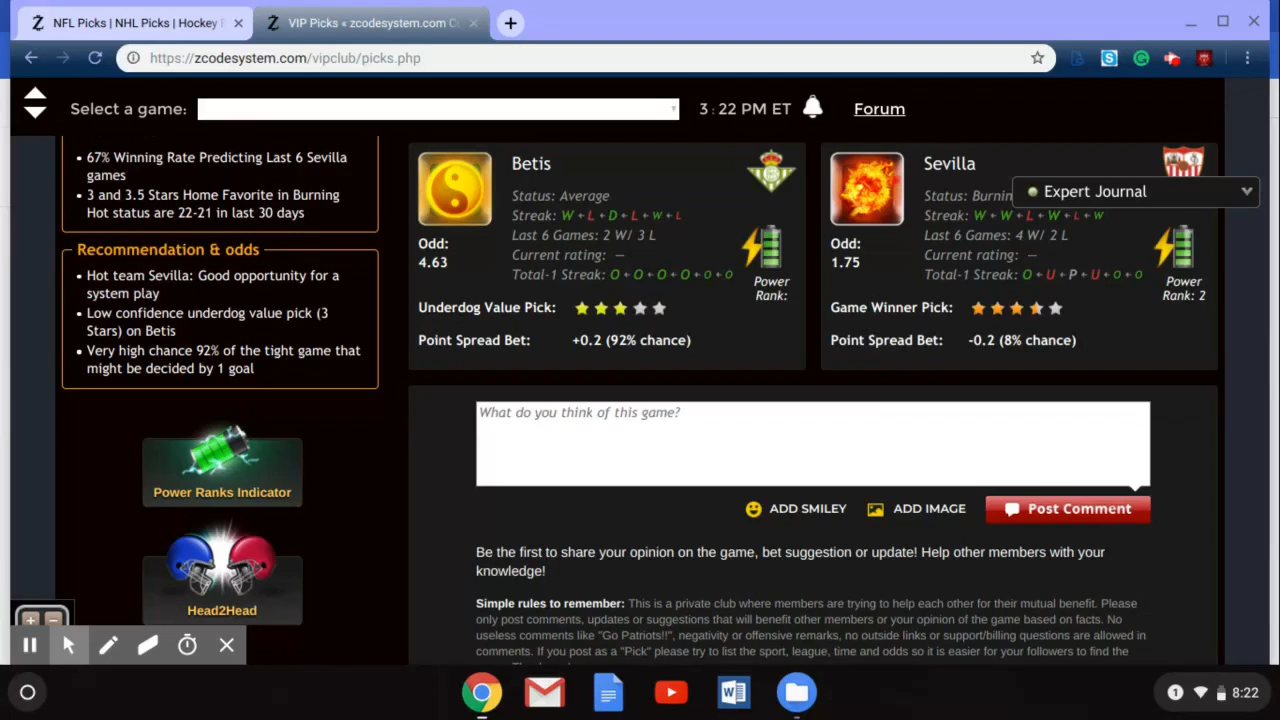 NFL Picks | NHL Picks | Hockey
VIP Picks « zcodesystem.com
https://zcodesystem.com/vipclub/picks.php
Select a game:
3:22 PM ET
Forum
67% Winning Rate Predicting Last 6 Sevilla
games
3 and 3.5 Stars Home Favorite in Burning
Hot status are 22-21 in last 30 days
Recommendation & odds
Hot team Sevilla: Good opportunity for a
system play
Low confidence underdog value pick (3
Stars) on Betis
Very high chance 92% of the tight game that
might be decided by 1 goal
Power Ranks Indicator
Head2Head
Betis
Status: Average
Streak: W L D L W L
Last 6 Games: 2 W/ 3 L
Current rating: —
Total-1 Streak: O O O O O O
Odd:
4.63
Power
Rank:
Underdog Value Pick:
Point Spread Bet: +0.2 (92% chance)
Sevilla
Status: Burnin
Expert Journal
Streak: W W L W L W
Last 6 Games: 4 W/ 2 L
Current rating: —
Total-1 Streak: O U P U O O
Odd:
1.75
Power
Rank: 2
Game Winner Pick:
Point Spread Bet: -0.2 (8% chance)
What do you think of this game?
ADD SMILEY
ADD IMAGE
Post Comment
Be the first to share your opinion on the game, bet suggestion or update! Help other members with your
knowledge!
Simple rules to remember: This is a private club where members are trying to help each other for their mutual benefit. Please
only post comments, updates or suggestions that will benefit other members or your opinion of the game based on facts. No
useless comments like "Go Patriots!!", negativity or offensive remarks, no outside links or support/billing questions are allowed in
comments. If you post as a "Pick" please try to list the sport, league, time and odds so it is easier for your followers to find the
1
8:22